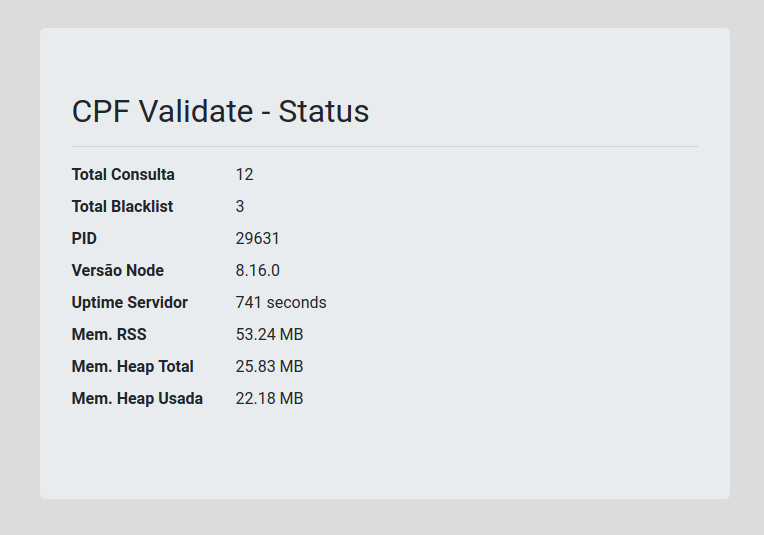 CPF Validate - Status
Total Consulta 12
Total Blacklist 3
PID 29631
Versão Node 8.16.0
Uptime Servidor 741 seconds
Mem. RSS 53.24 MB
Mem. Heap Total 25.83 MB
Mem. Heap Usada 22.18 MB